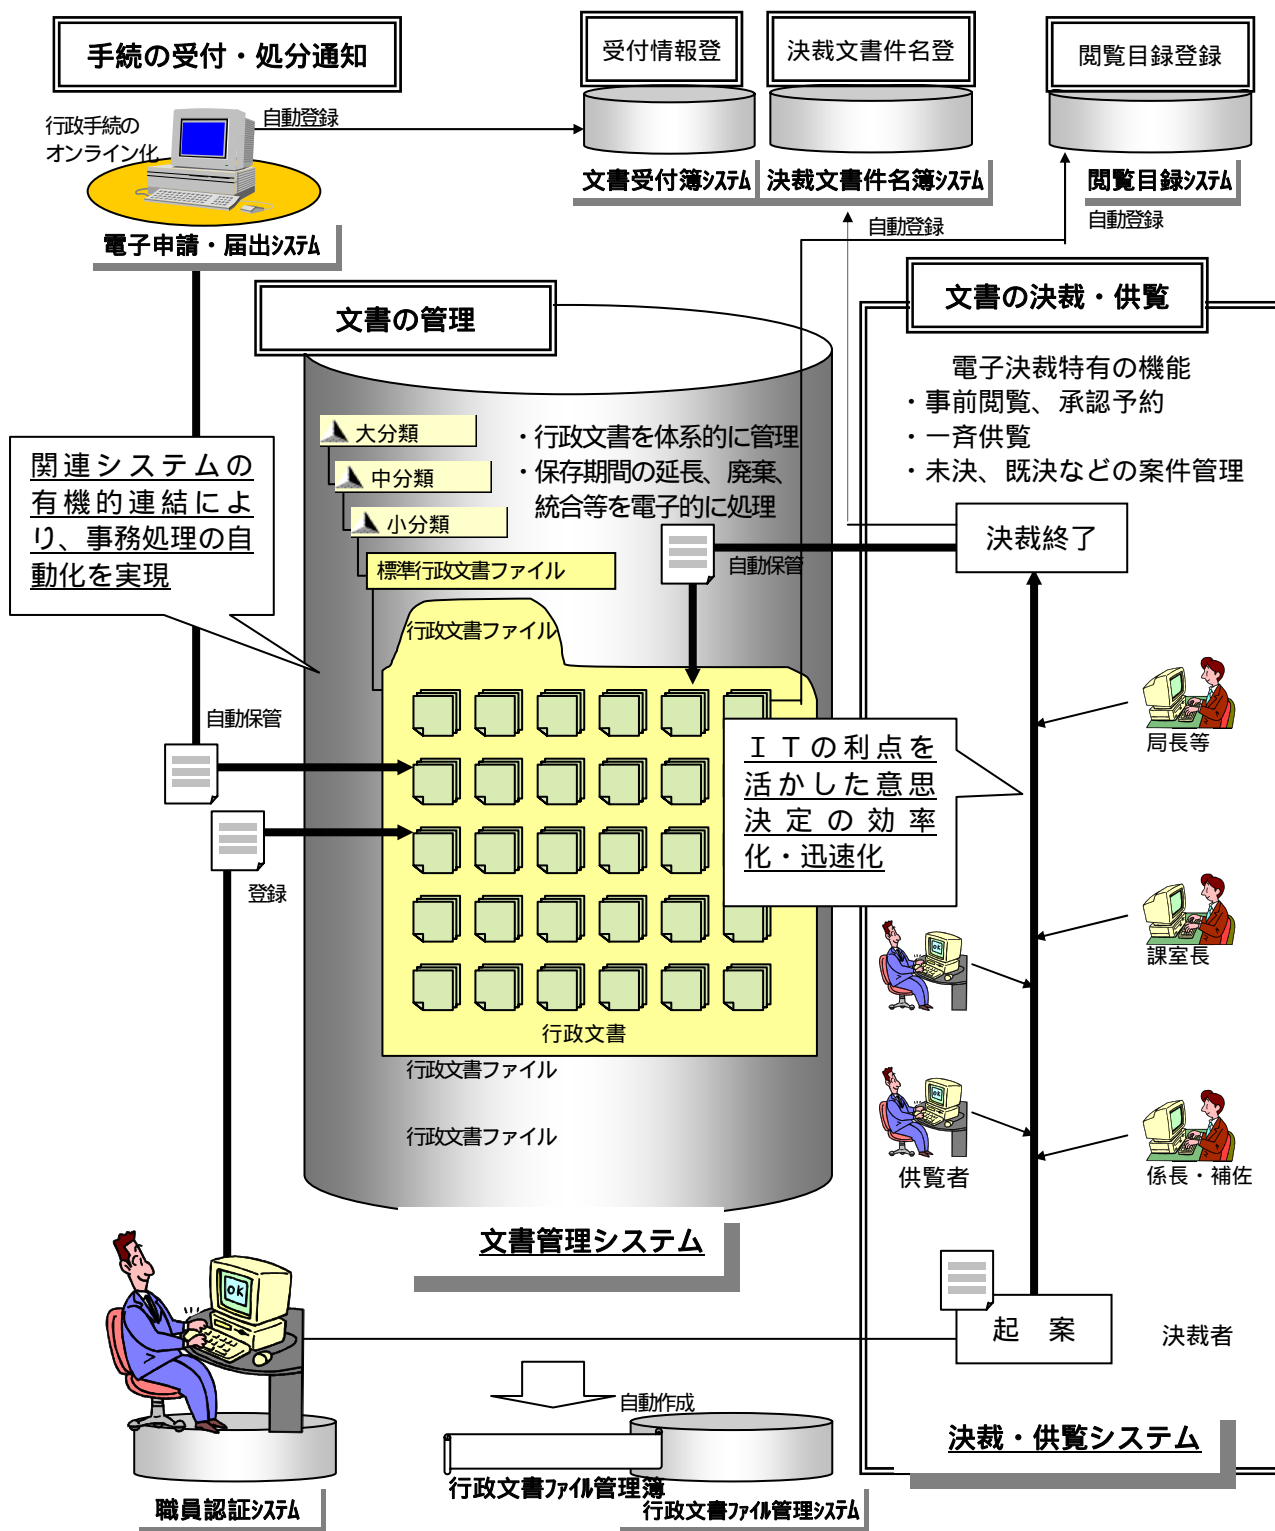 手続の受付・処分通知
受付情報登
決裁文書件名登
閲覧目録登録
行政手続の
オンライン化
自動登録
文書受付簿ｼｽﾃﾑ
決裁文書件名簿ｼｽﾃﾑ
閲覧目録ｼｽﾃﾑ
自動登録
自動登録
電子申請・届出ｼｽﾃﾑ
文書の管理
文書の決裁・供覧
電子決裁特有の機能
・事前閲覧、承認予約
・一斉供覧
・未決、既決などの案件管理
大分類
中分類
小分類
標準行政文書ファイル
・行政文書を体系的に管理
・保存期間の延長、廃棄、
統合等を電子的に処理
関連システムの
有機的連結によ
り、事務処理の自
動化を実現
決裁終了
自動保管
行政文書ファイル
自動保管
登録
ＩＴの利点を
活かした意思
決定の効率
化・迅速化
局長等
課室長
行政文書
行政文書ファイル
行政文書ファイル
供覧者
係長・補佐
文書管理システム
OK
起　案
決裁者
自動作成
決裁・供覧システム
行政文書ﾌｧｲﾙ管理簿
行政文書ﾌｧｲﾙ管理ｼｽﾃﾑ
職員認証ｼｽﾃﾑ